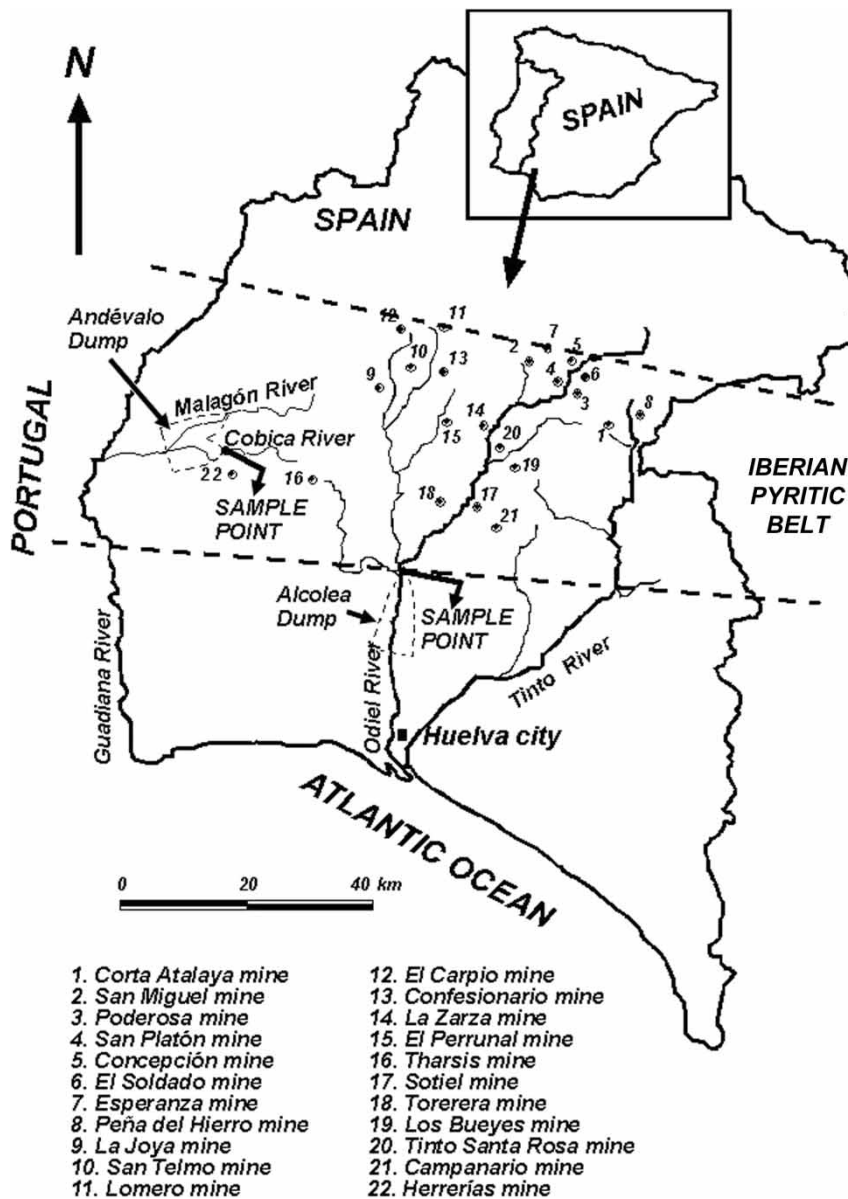 N
SPAIN
SPAIN
Andévalo
Dump
12
11
7
5
2
10
13
4
6
9
3
8
Malagón River
14
1
15
Cobica River
20
22
16
19
SAMPLE
POINT
18
17
21
PORTUGAL
IBERIAN
PYRITIC
BELT
Alcolea
Dump
SAMPLE
POINT
Guadiana River
Odiel River
Tinto River
Huelva city
ATLANTIC OCEAN
0 20 40 km
1. Corta Atalaya mine
2. San Miguel mine
3. Poderosa mine
4. San Platón mine
5. Concepción mine
6. El Soldado mine
7. Esperanza mine
8. Peña del Hierro mine
9. La Joya mine
10. San Telmo mine
11. Lomero mine
12. El Carpio mine
13. Confesionario mine
14. La Zarza mine
15. El Perrunal mine
16. Tharsis mine
17. Sotiel mine
18. Torerera mine
19. Los Bueyes mine
20. Tinto Santa Rosa mine
21. Campanario mine
22. Herrerías mine